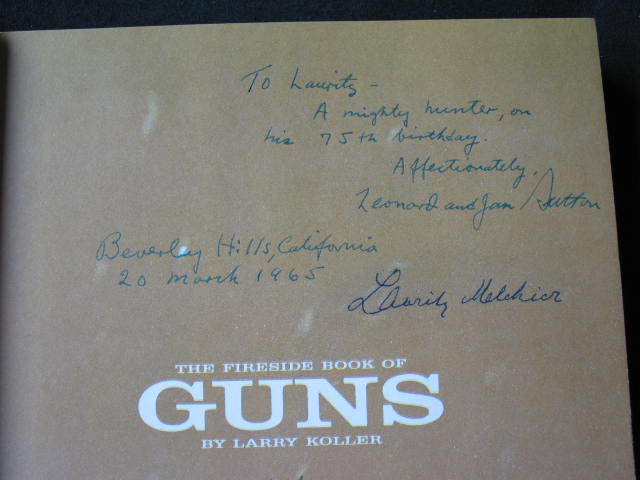 To Lauritz -
A mighty hunter, on
his 75th birthday.
Affectionately,
Leonard and Jan Sutton
Beverley Hills, California
20 March 1965
Lauritz Melchior
THE FIRESIDE BOOK OF
GUNS
BY LARRY KOLLER